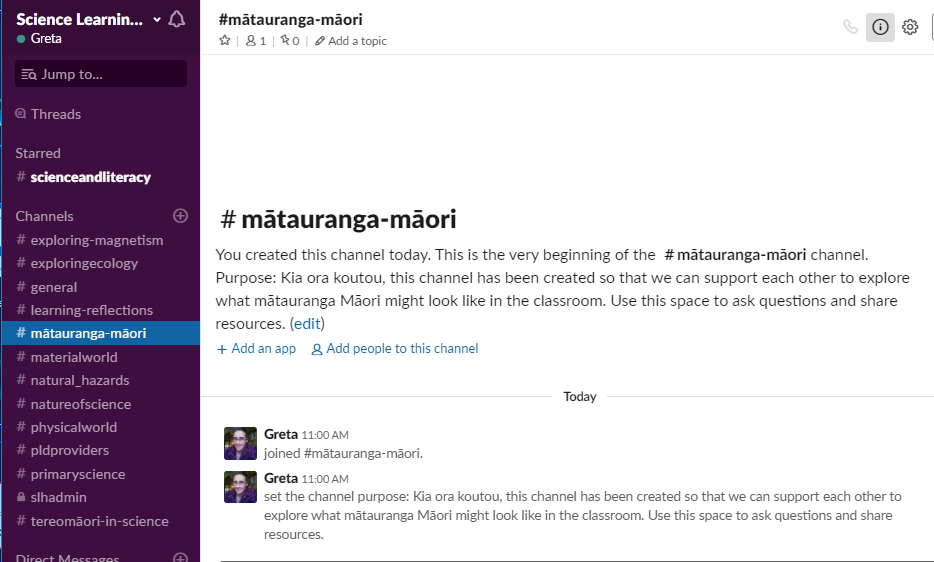 Science Learnin...
Greta
Jump to...
Threads
Starred
# scienceandliteracy
Channels
# exploring-magnetism
# exploringecology
# general
# learning-reflections
# mātauranga-māori
# materialworld
# natural_hazards
# natureofscience
# physicalworld
# pldproviders
# primaryscience
slhadmin
# tereomāori-in-science
Direct Messages
#mātauranga-māori
1 | 0 | Add a topic
# mātauranga-māori
You created this channel today. This is the very beginning of the # mātauranga-māori channel.
Purpose: Kia ora koutou, this channel has been created so that we can support each other to explore
what mātauranga Māori might look like in the classroom. Use this space to ask questions and share
resources. (edit)
+ Add an app Add people to this channel
Today
Greta 11:00 AM
joined #mātauranga-māori.
Greta 11:00 AM
set the channel purpose: Kia ora koutou, this channel has been created so that we can support each other to
explore what mātauranga Māori might look like in the classroom. Use this space to ask questions and share
resources.